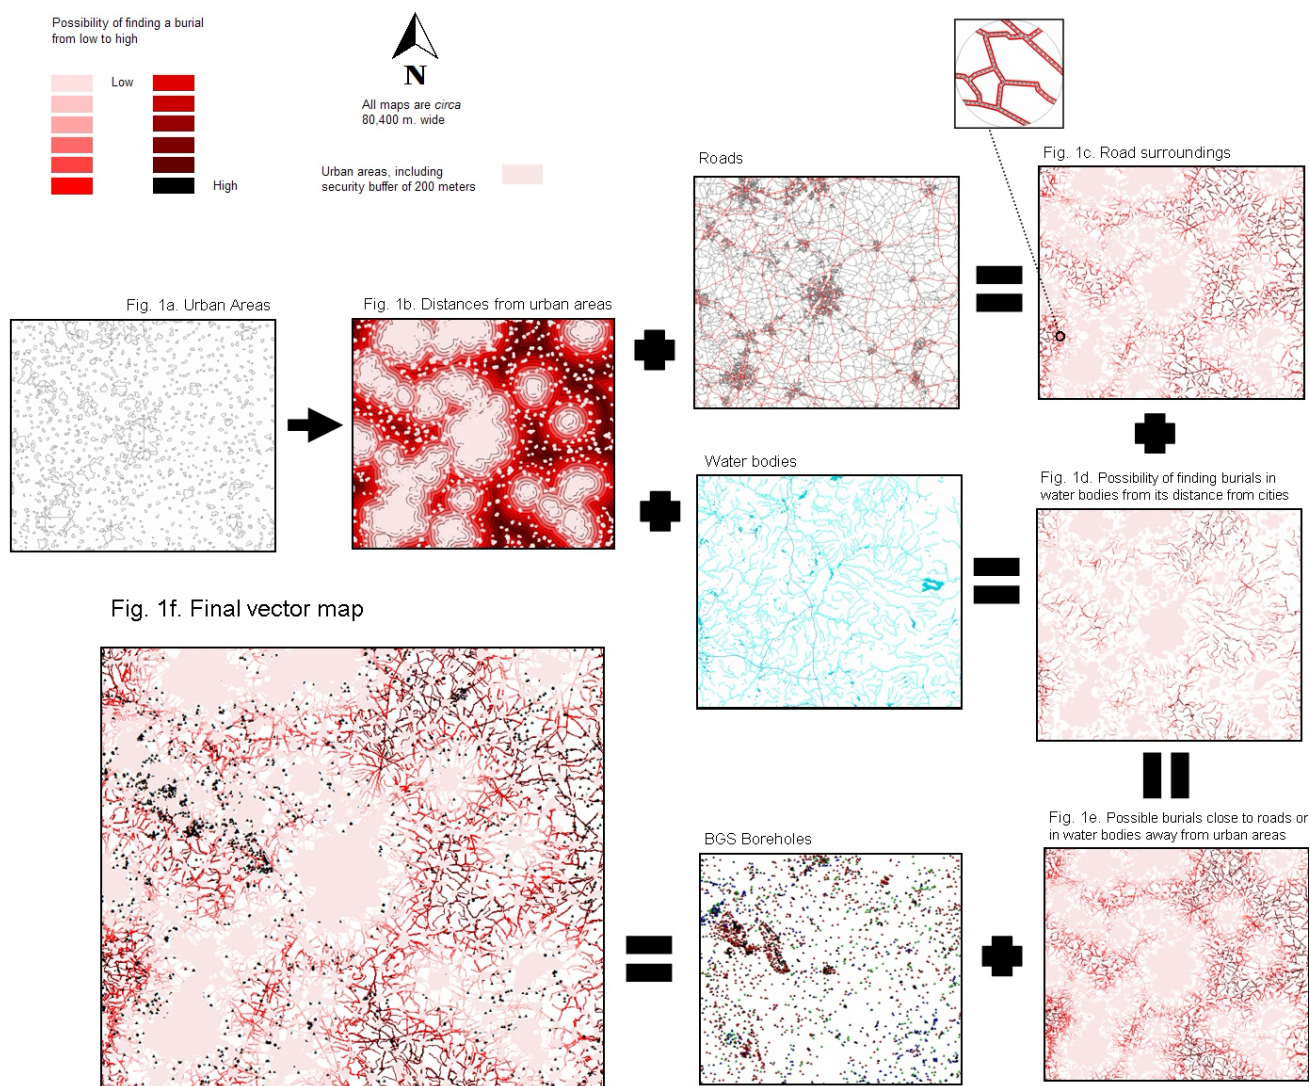 Possibility of finding a burial
from low to high
Low
High
N
All maps are circa
80,400 m. wide
Urban areas, including
security buffer of 200 meters
Roads
Fig. 1c. Road surroundings
Fig. 1a. Urban Areas
Fig. 1b. Distances from urban areas
Water bodies
Fig. 1d. Possibility of finding burials in
water bodies from its distance from cities
Fig. 1f. Final vector map
BGS Boreholes
Fig. 1e. Possible burials close to roads or
in water bodies away from urban areas